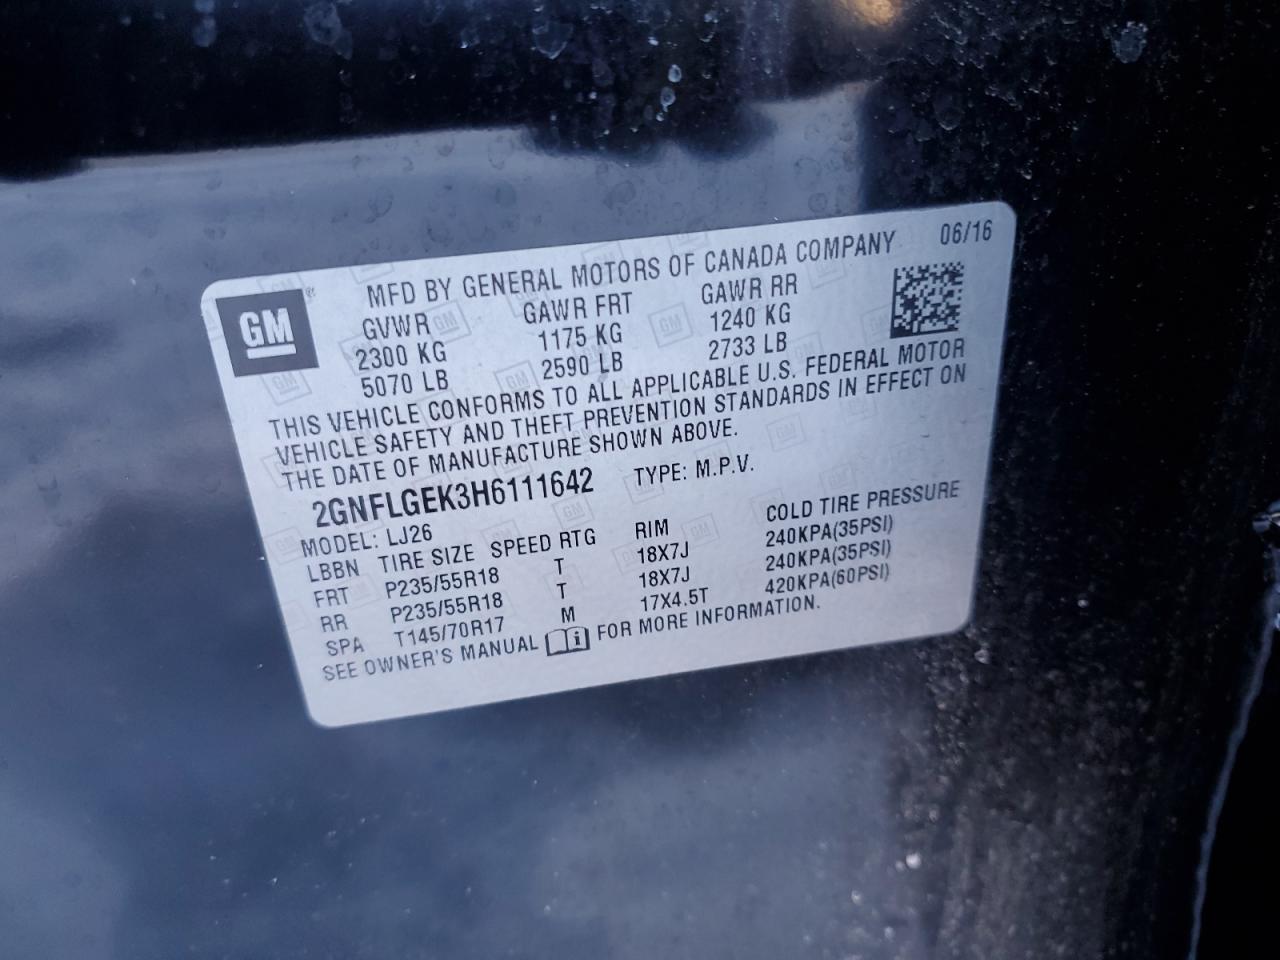 MFD BY GENERAL MOTORS OF CANADA COMPANY 06/16
GM ®
GVWR GAWR FRT GAWR RR
2300 KG 1175 KG 1240 KG
5070 LB 2590 LB 2733 LB
THIS VEHICLE CONFORMS TO ALL APPLICABLE U.S. FEDERAL MOTOR
VEHICLE SAFETY AND THEFT PREVENTION STANDARDS IN EFFECT ON
THE DATE OF MANUFACTURE SHOWN ABOVE.
2GNFLGEK3H6111642 TYPE: M.P.V.
MODEL: LJ26
LBBN TIRE SIZE SPEED RTG RIM COLD TIRE PRESSURE
FRT P235/55R18 T 18X7J 240KPA(35PSI)
RR P235/55R18 T 18X7J 240KPA(35PSI)
SPA T145/70R17 M 17X4.5T 420KPA(60PSI)
SEE OWNER'S MANUAL i FOR MORE INFORMATION.